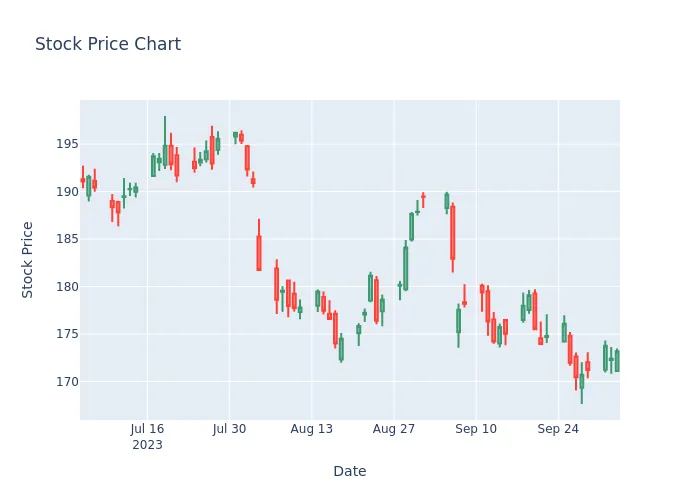 Stock Price Chart
Stock Price
195
190
185
180
175
170
Jul 16
2023
Jul 30
Aug 13
Aug 27
Sep 10
Sep 24
Date